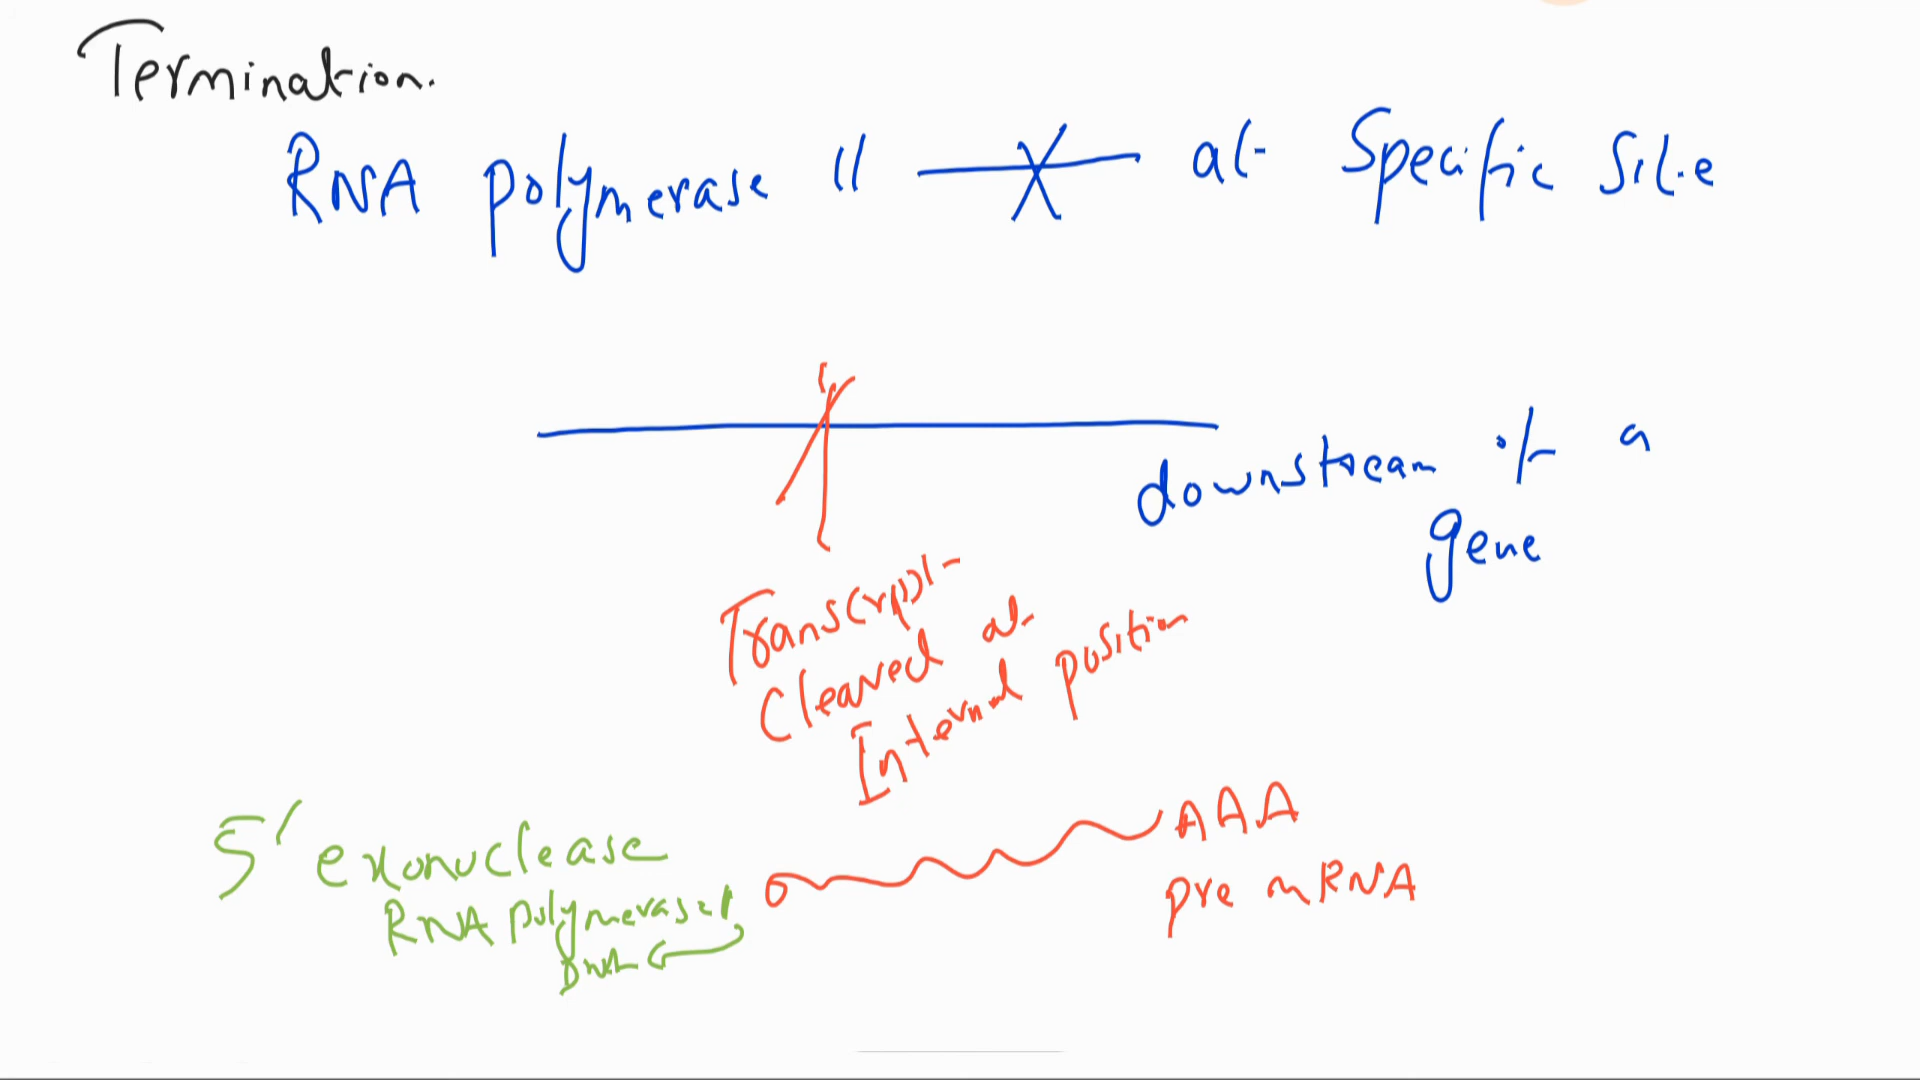 Termination.
RNA polymerase II at Specific Site
downstream of a
gene
Transcript
Cleaved at
Internal position
AAA
pre mRNA
5' exonuclease
RNA polymerase
DNA